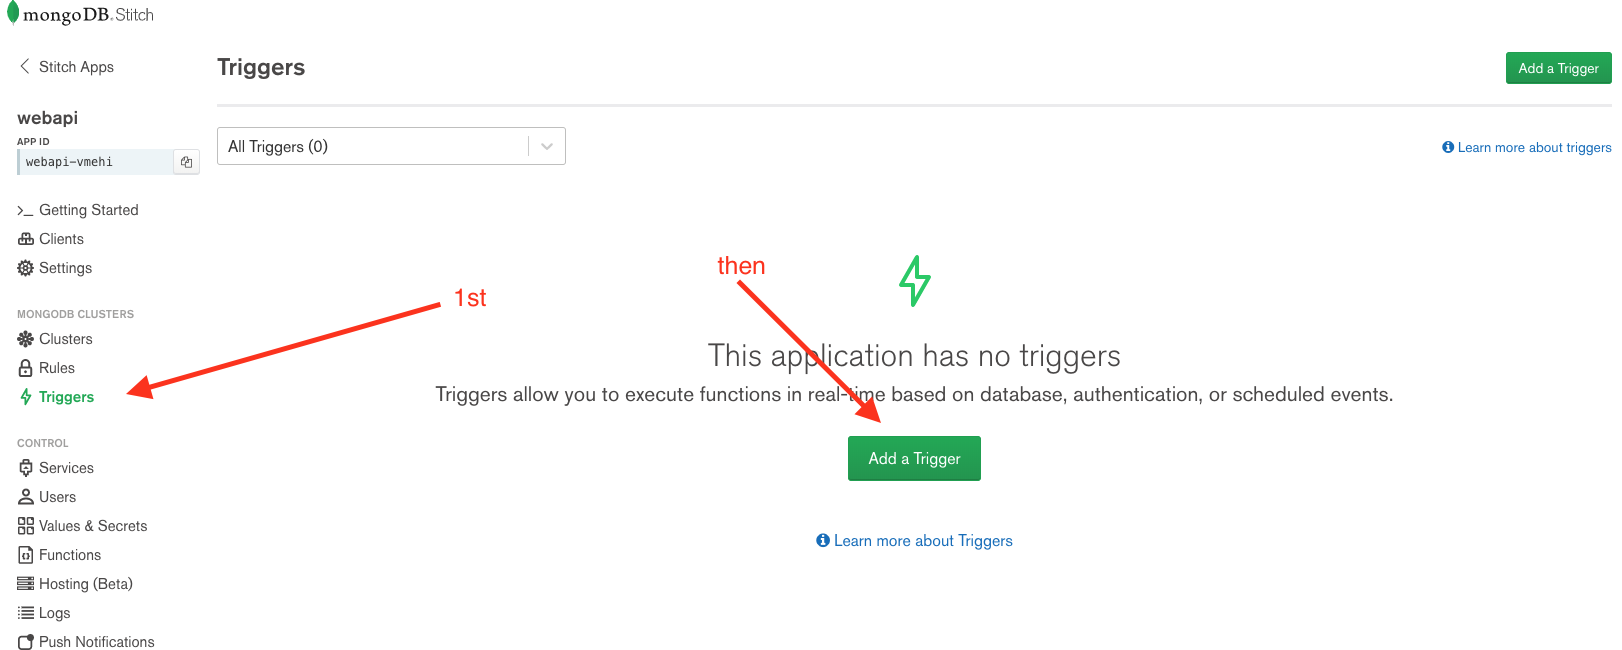 mongoDB. Stitch
Stitch Apps
Triggers
Add a Trigger
webapi
APP ID
webapi-vmehi
All Triggers (0)
Learn more about triggers
Getting Started
Clients
Settings
then
1st
MONGODB CLUSTERS
Clusters
Rules
Triggers
This application has no triggers
Triggers allow you to execute functions in real-time based on database, authentication, or scheduled events.
Add a Trigger
Learn more about Triggers
CONTROL
Services
Users
Values & Secrets
Functions
Hosting (Beta)
Logs
Push Notifications